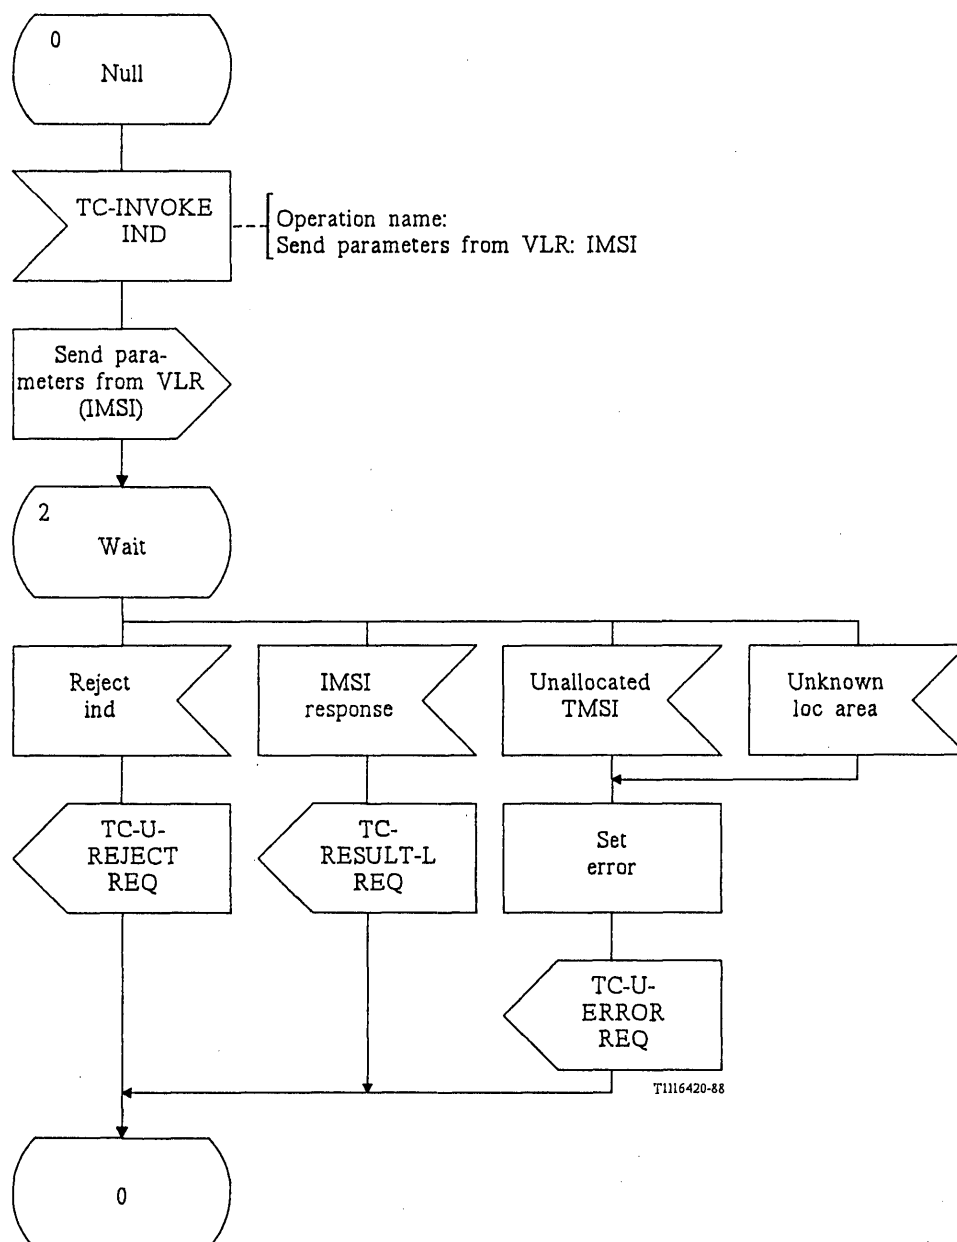 0
Null
TC-INVOKE
IND
Operation name:
Send parameters from VLR: IMSI
Send para-
meters from VLR
(IMSI)
2
Wait
Reject
ind
IMSI
response
Unallocated
TMSI
Unknown
loc area
TC-U-
REJECT
REQ
TC-
RESULT-L
REQ
Set
error
TC-U-
ERROR
REQ
T1116420-88
0